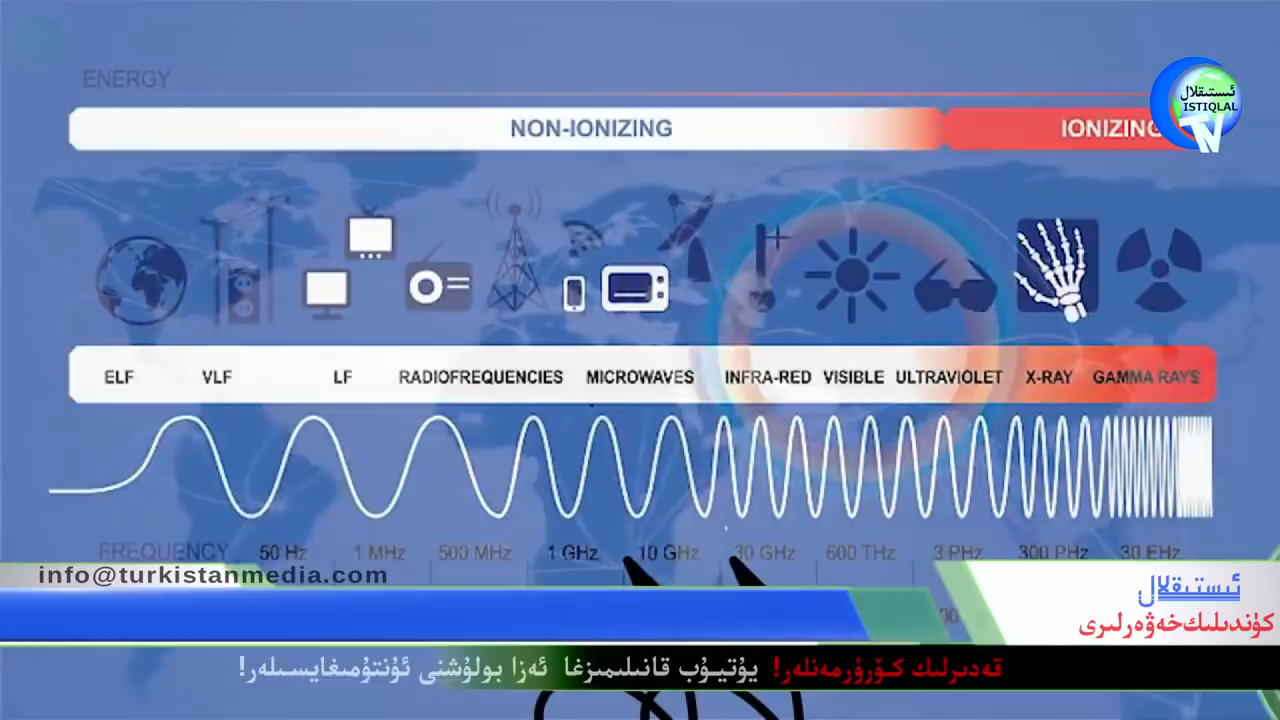 ENERGY
NON-IONIZING
IONIZING
ئىستىقلال
ISTIQLAL
TV
ELF VLF LF RADIOFREQUENCIES MICROWAVES INFRA-RED VISIBLE ULTRAVIOLET X-RAY GAMMA RAYS
FREQUENCY 50 Hz 1 MHz 500 MHz 1 GHz 10 GHz 30 GHz 600 THz 3 PHz 300 PHz 30 EHz
info@turkistanmedia.com
ئىستىقلال
كۈندىلىك خەۋەرلىرى
قەدىرلىك كۆرۈرمەنلەر! يۇتيۇب قانىلىمىزغا ئەزا بولۇشنى ئۇنتۇمىغايسىلەر!